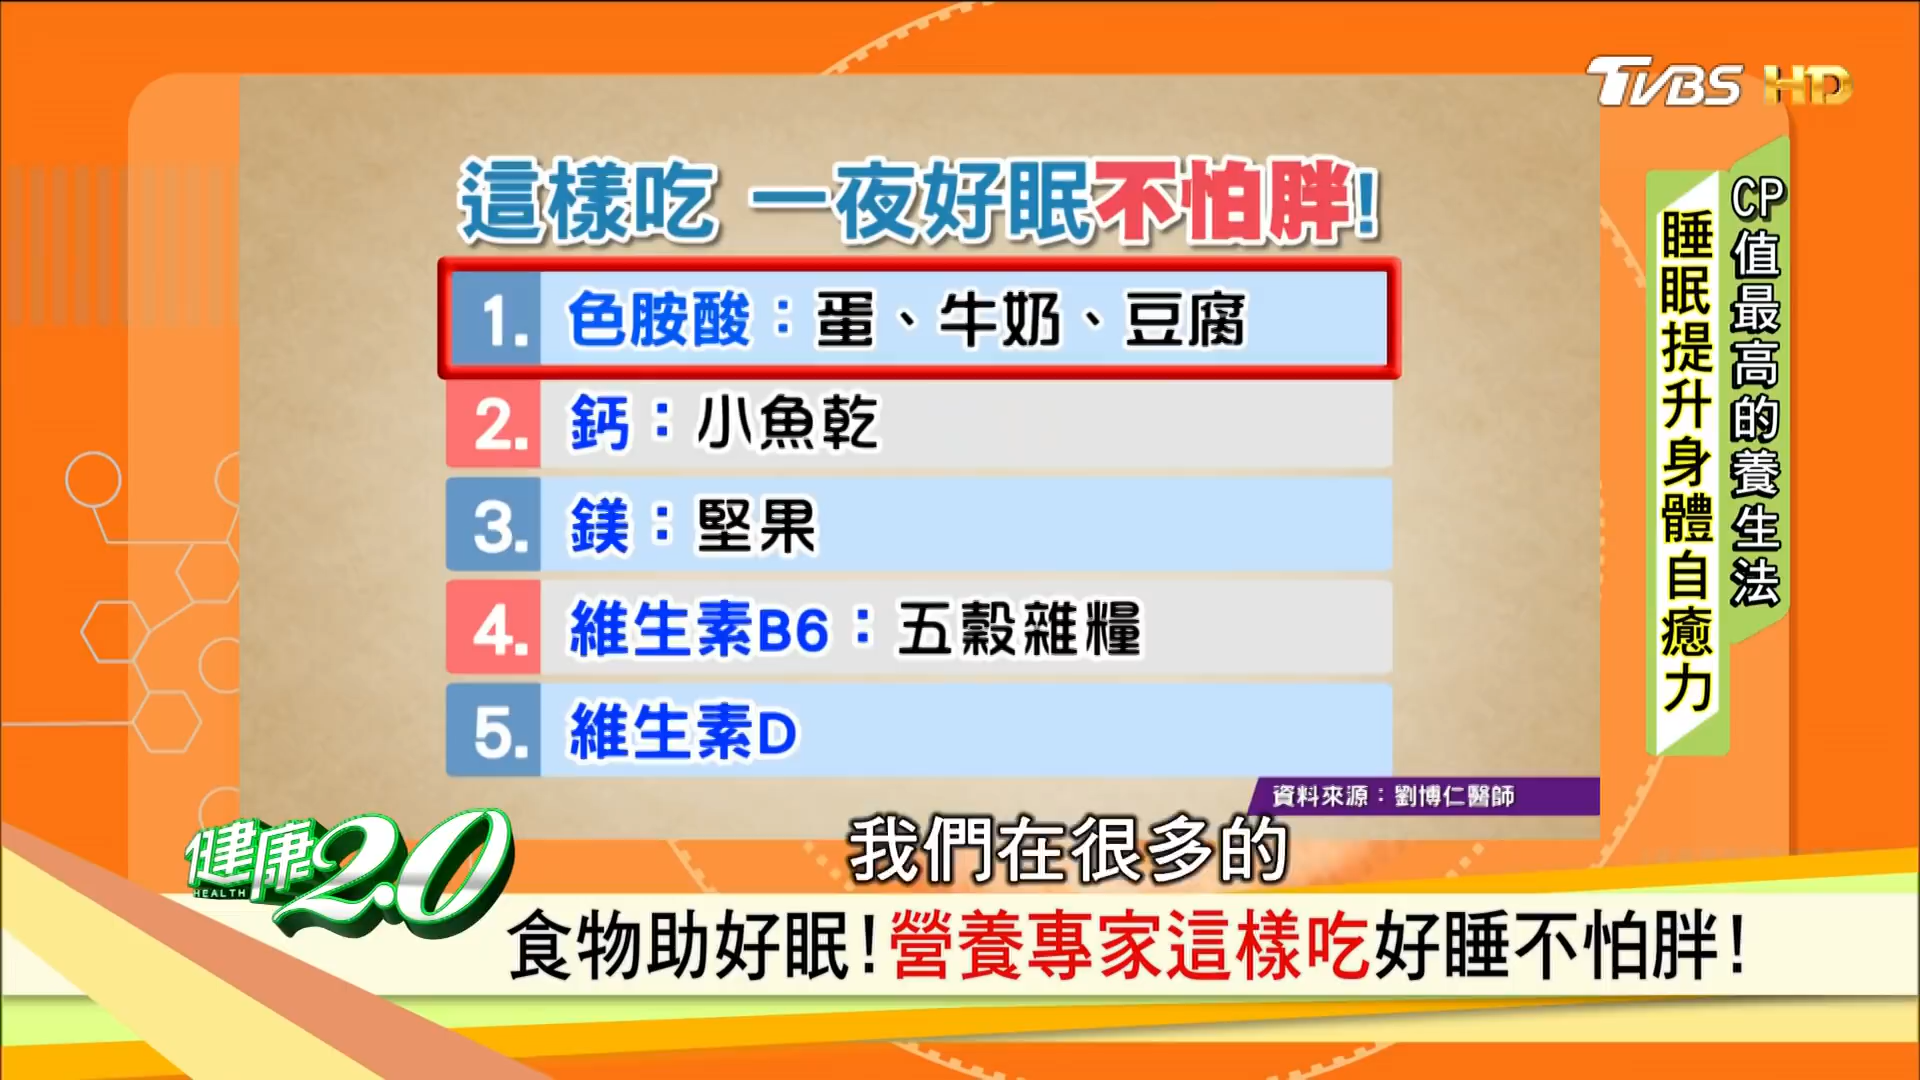 TVBS HD
這樣吃 一夜好眠不怕胖!
1. 色胺酸：蛋、牛奶、豆腐
2. 鈣：小魚乾
3. 鎂：堅果
4. 維生素B6：五穀雜糧
5. 維生素D
資料來源：劉博仁醫師
CP值最高的養生法
睡眠提升身體自癒力
我們在很多的
健康2.0
HEALTH
食物助好眠!營養專家這樣吃好睡不怕胖!